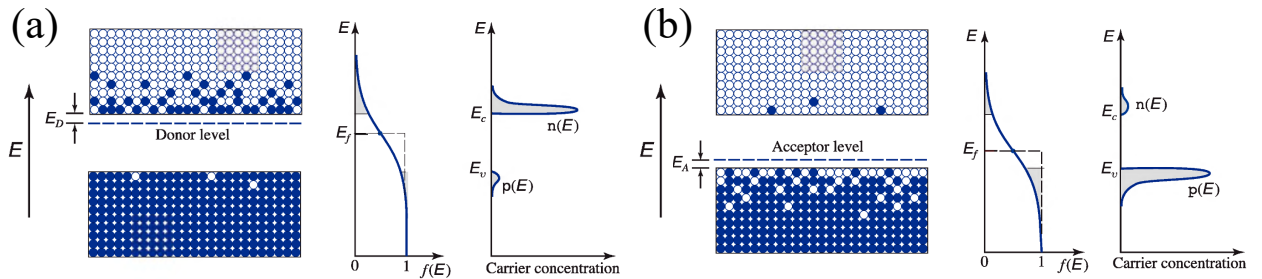 (a)
E
E_D
Donor level
E
E_f
0
1
f(E)
E
E_c
n(E)
E_v
p(E)
Carrier concentration
(b)
E
E_A
Acceptor level
E
E_f
0
1
f(E)
E
E_c
n(E)
E_v
p(E)
Carrier concentration